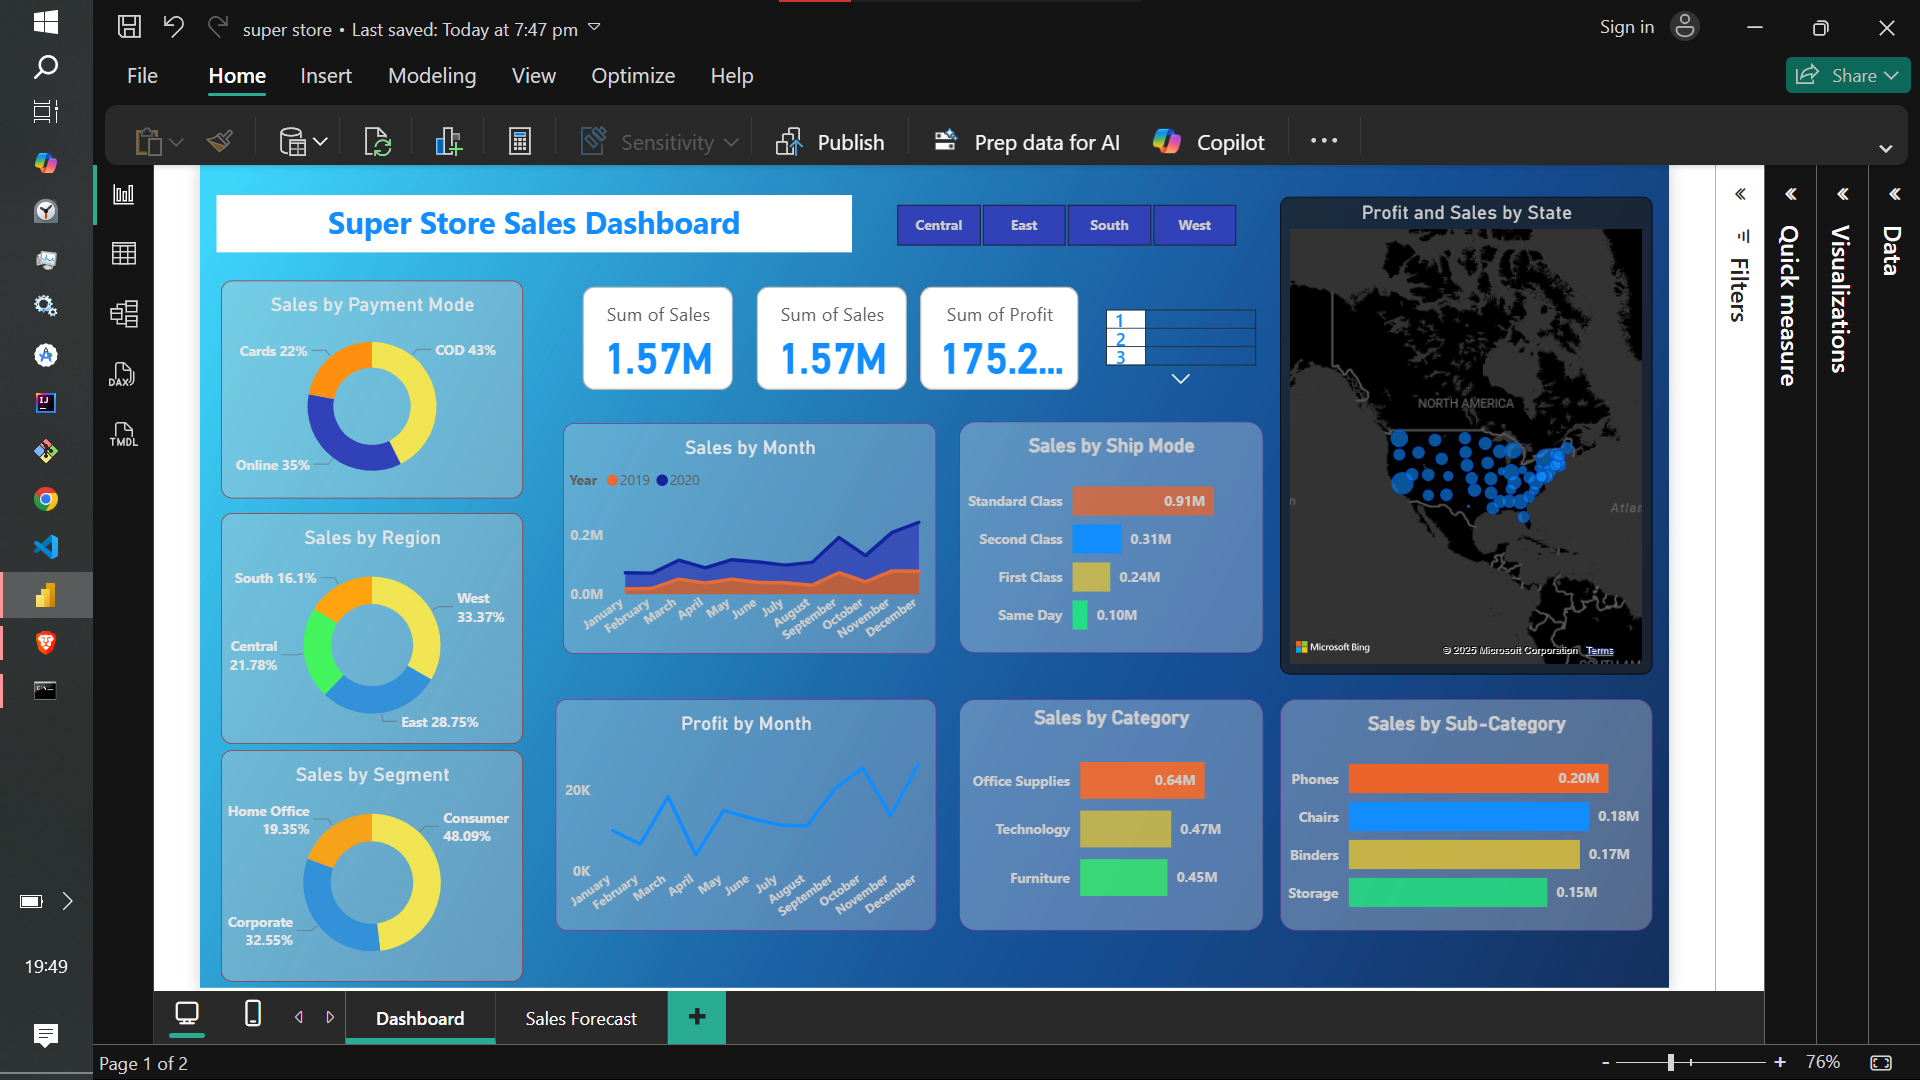 super store • Last saved: Today at 7:47 pm
Sign in
File Home Insert Modeling View Optimize Help
Share
Sensitivity
Publish
Prep data for AI
Copilot
Super Store Sales Dashboard
Central East South West
Profit and Sales by State
NORTH AMERICA
Microsoft Bing
© 2025 Microsoft Corporation Terms
Sales by Payment Mode
Cards 22%
COD 43%
Online 35%
Sum of Sales
1.57M
Sum of Sales
1.57M
Sum of Profit
175.2...
1
2
3
Sales by Region
South 16.1%
West
33.37%
Central
21.78%
East 28.75%
Sales by Month
Year 2019 2020
0.2M
0.0M
January February March April May June July August September October November December
Sales by Ship Mode
Standard Class 0.91M
Second Class 0.31M
First Class 0.24M
Same Day 0.10M
Sales by Segment
Home Office
19.35%
Consumer
48.09%
Corporate
32.55%
Profit by Month
20K
0K
January February March April May June July August September October November December
Sales by Category
Office Supplies 0.64M
Technology 0.47M
Furniture 0.45M
Sales by Sub-Category
Phones 0.20M
Chairs 0.18M
Binders 0.17M
Storage 0.15M
Filters
Quick measure
Visualizations
Data
DAX
TMDL
19:49
Dashboard
Sales Forecast
+
Page 1 of 2
- + 76%